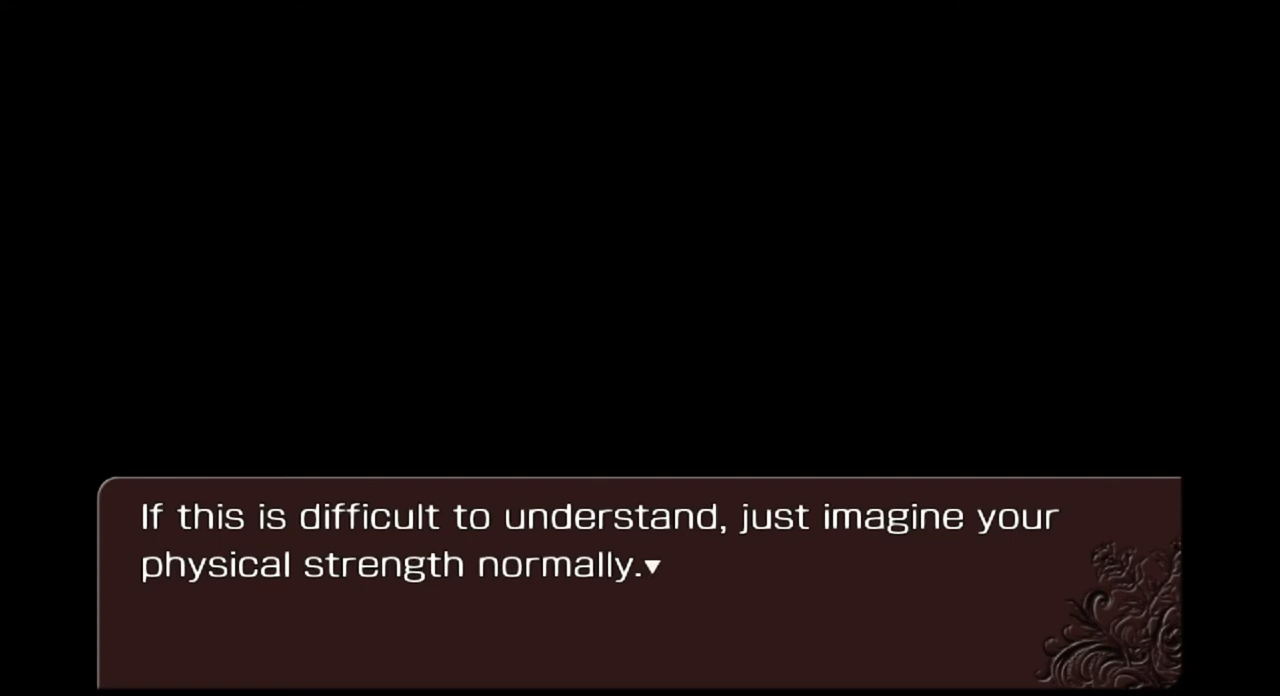 If this is difficult to understand, just imagine your
physical strength normally.▼